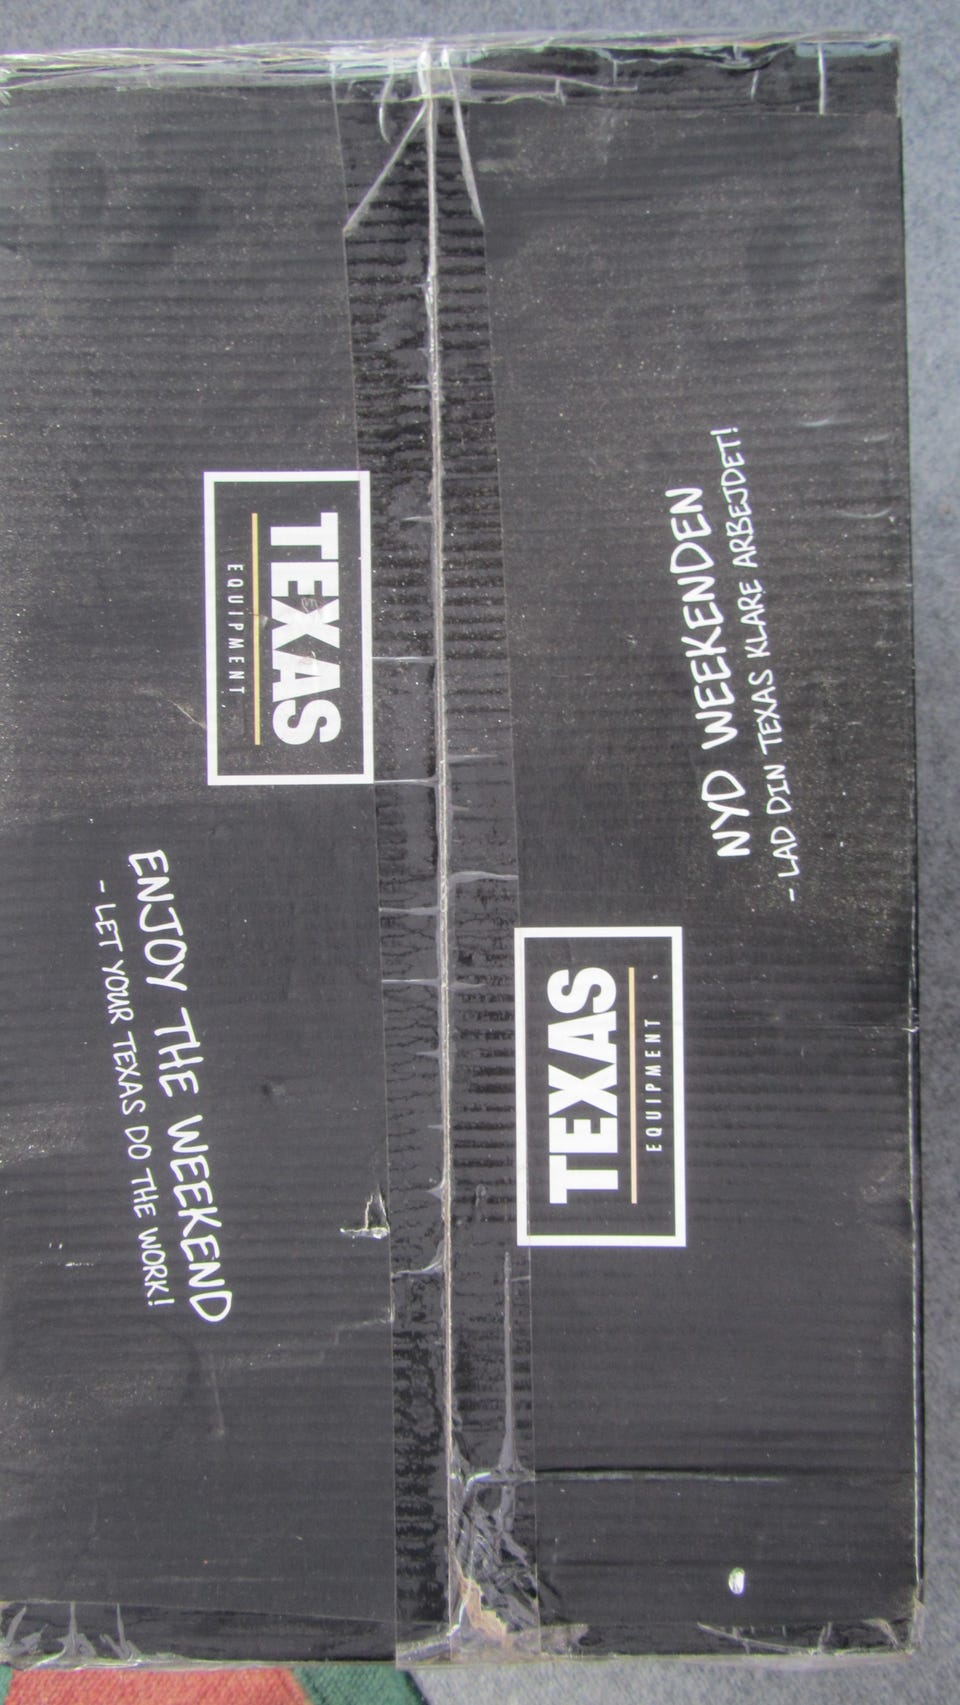 TEXAS
EQUIPMENT
ENJOY THE WEEKEND
- LET YOUR TEXAS DO THE WORK!
NYD WEEKENDEN
- LAD DIN TEXAS KLARE ARBEJDET!
TEXAS
EQUIPMENT